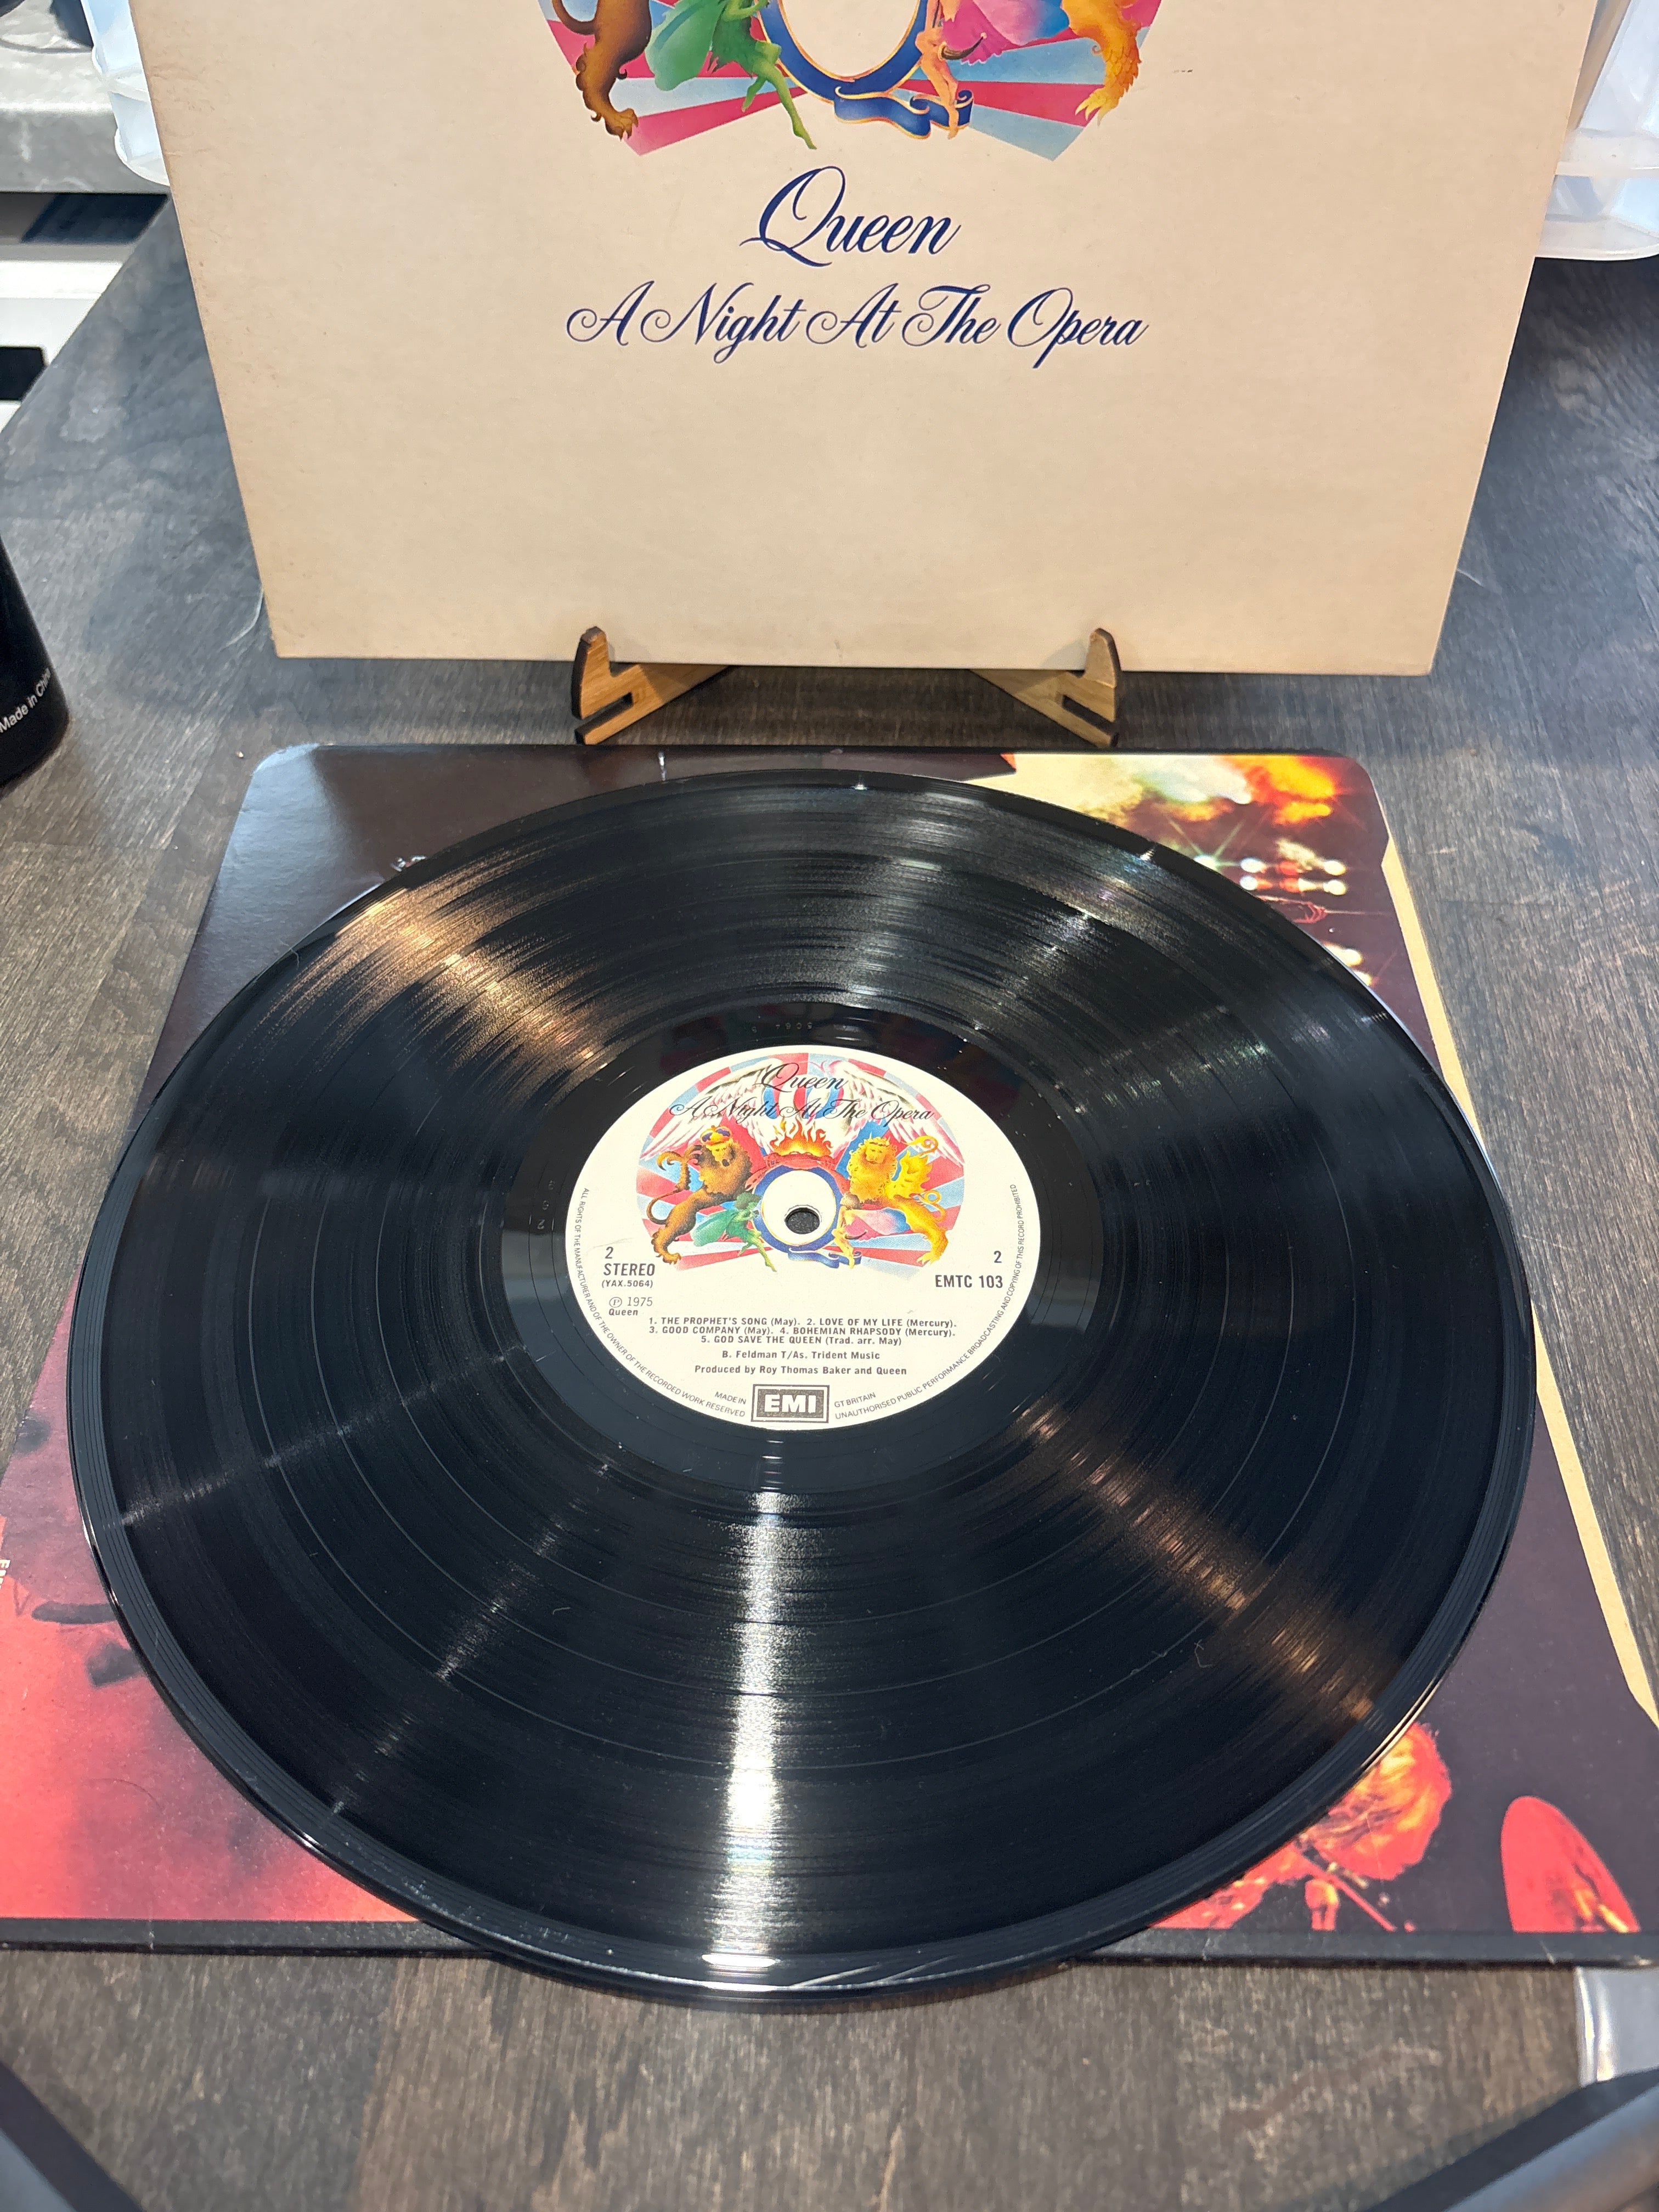 Queen
A Night At The Opera
Made in China
Queen
A Night At The Opera
2
STEREO
(YAX.5064)
℗ 1975
Queen
2
EMTC 103
1. THE PROPHET'S SONG (May). 2. LOVE OF MY LIFE (Mercury).
3. GOOD COMPANY (May). 4. BOHEMIAN RHAPSODY (Mercury).
5. GOD SAVE THE QUEEN (Trad. arr. May)
B. Feldman T/As. Trident Music
Produced by Roy Thomas Baker and Queen
MADE IN
EMI
GT BRITAIN
ALL RIGHTS OF THE MANUFACTURER AND OF THE OWNER OF THE RECORDED WORK RESERVED
UNAUTHORISED PUBLIC PERFORMANCE BROADCASTING AND COPYING OF THIS RECORD PROHIBITED